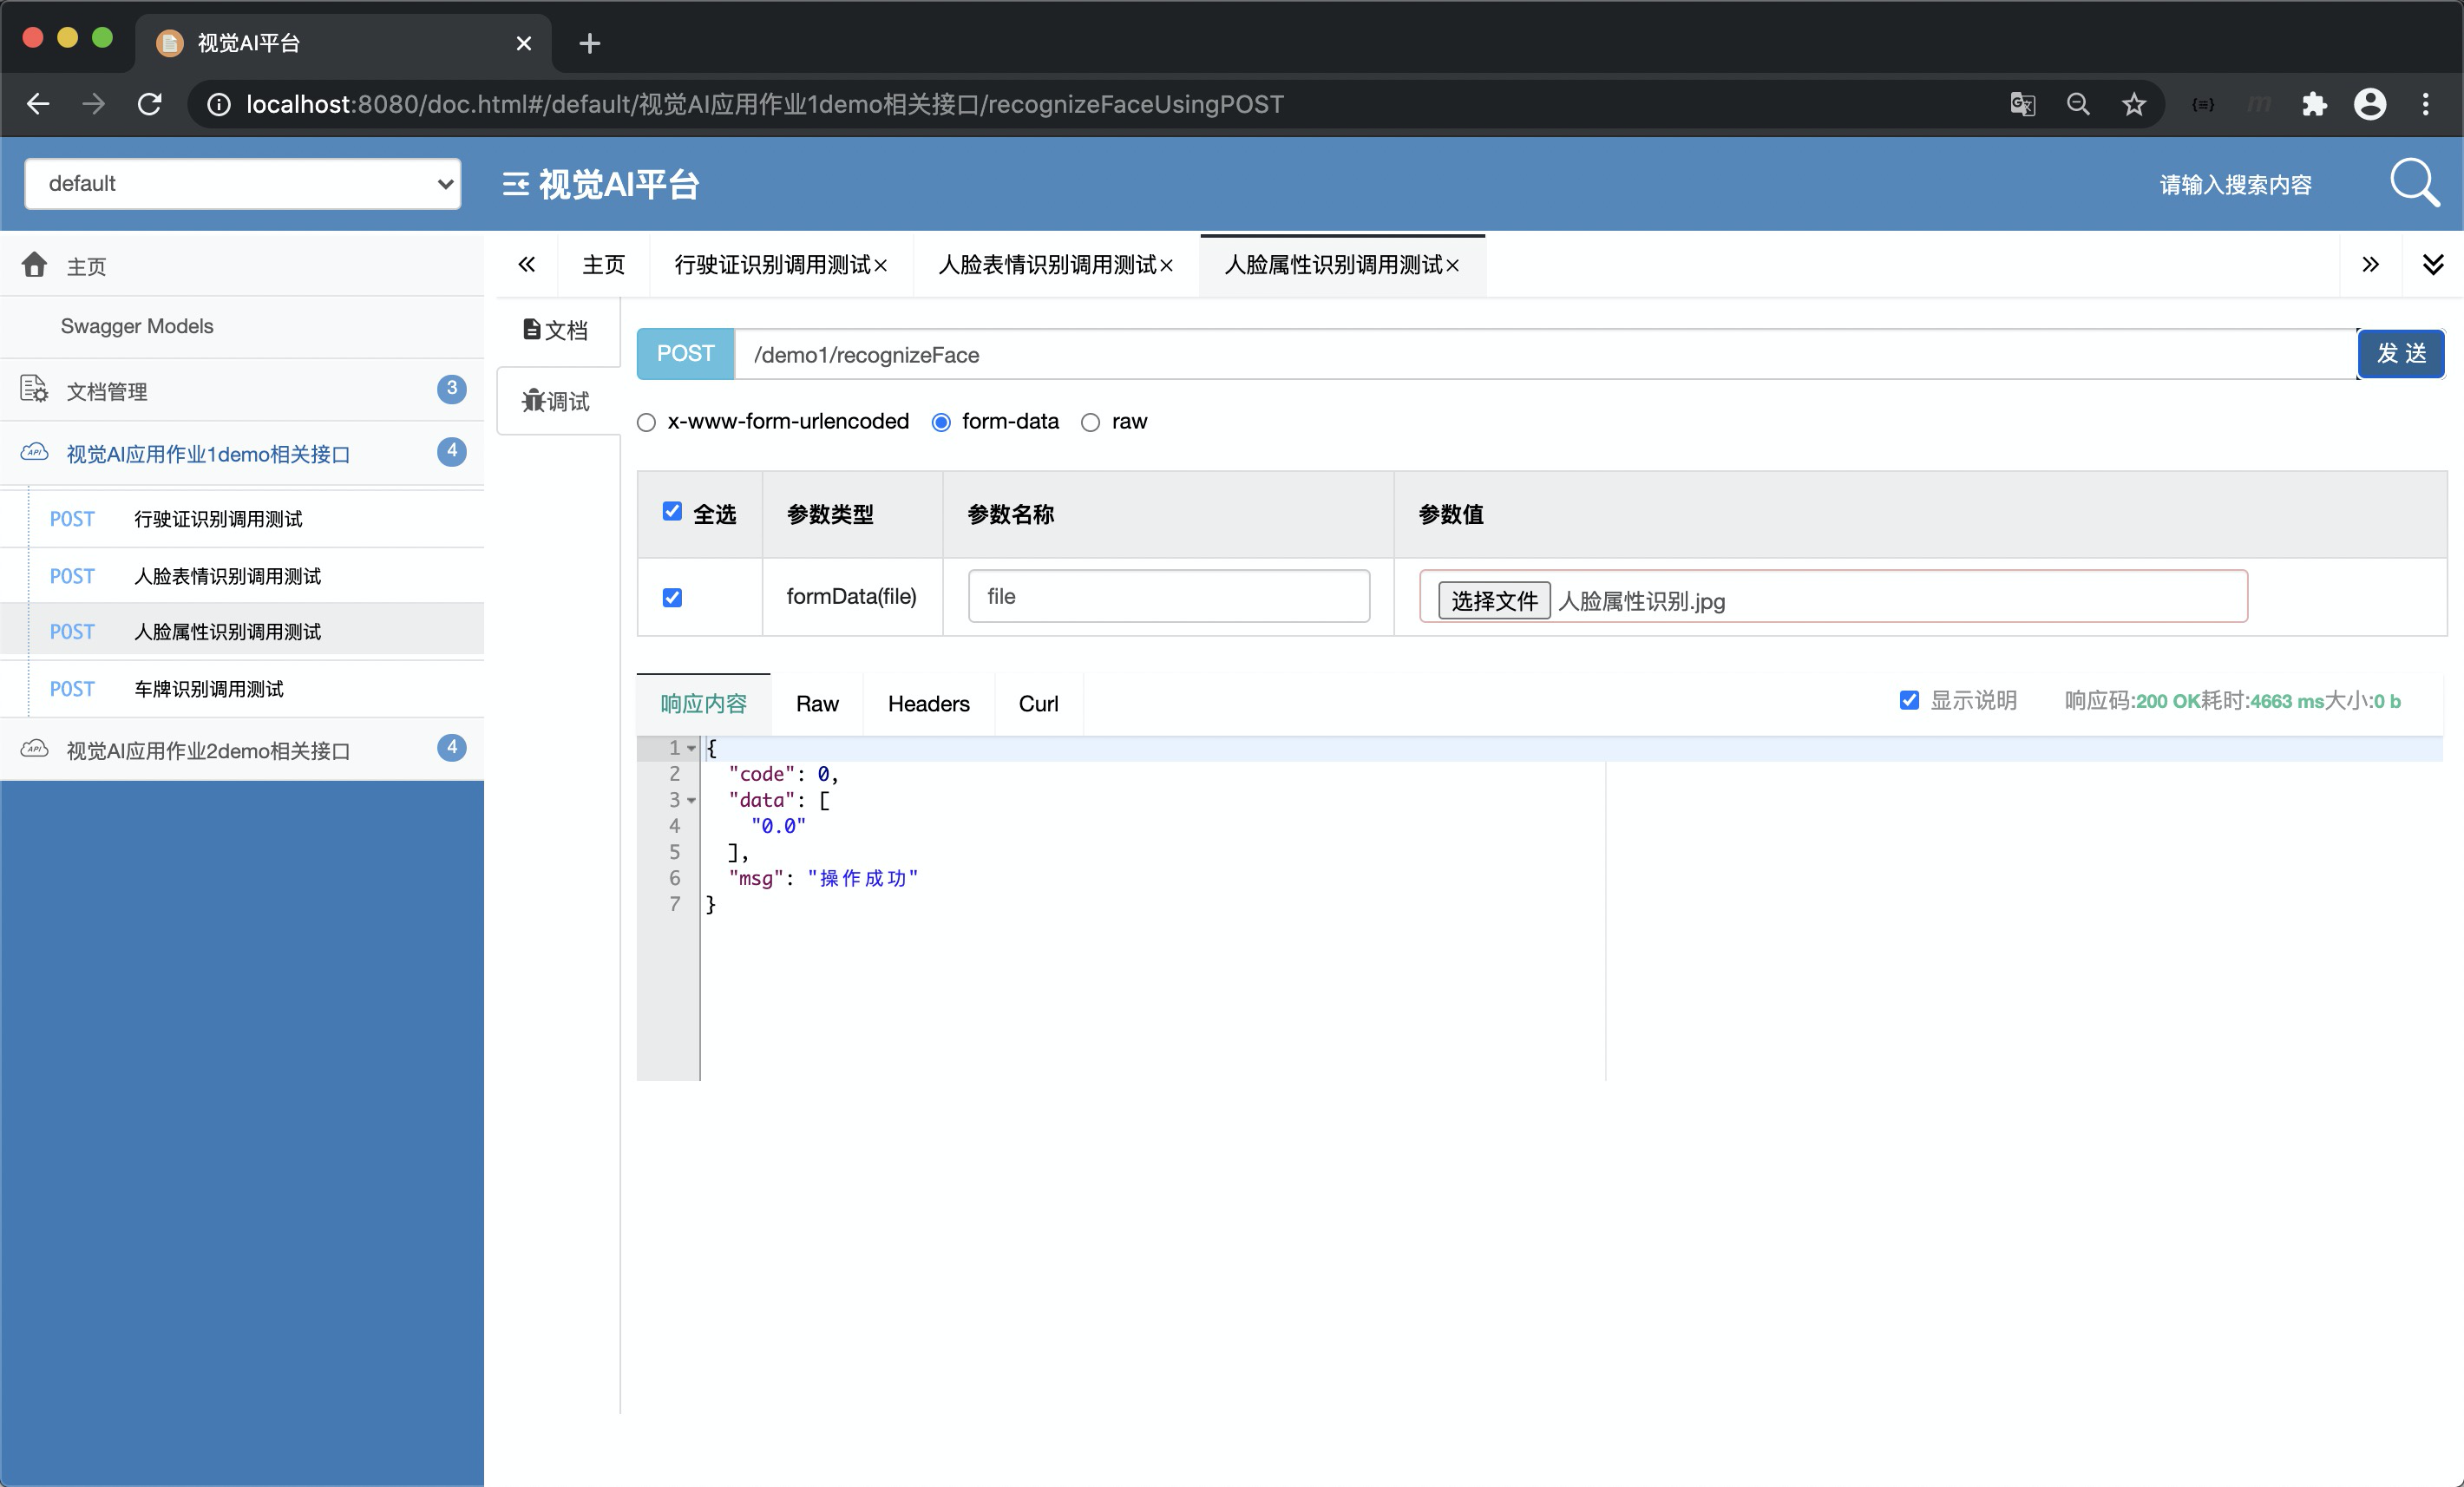 视觉AI平台
localhost:8080/doc.html#/default/视觉AI应用作业1demo相关接口/recognizeFaceUsingPOST
default
视觉AI平台
请输入搜索内容
主页
Swagger Models
文档管理 3
视觉AI应用作业1demo相关接口 4
POST 行驶证识别调用测试
POST 人脸表情识别调用测试
POST 人脸属性识别调用测试
POST 车牌识别调用测试
视觉AI应用作业2demo相关接口 4
主页 行驶证识别调用测试× 人脸表情识别调用测试× 人脸属性识别调用测试×
文档
调试
POST /demo1/recognizeFace 发 送
x-www-form-urlencoded form-data raw
全选 参数类型 参数名称 参数值
formData(file) file 选择文件 人脸属性识别.jpg
响应内容 Raw Headers Curl 显示说明 响应码:200 OK耗时:4663 ms大小:0 b
1 {
2 "code": 0,
3 "data": [
4 "0.0"
5 ],
6 "msg": "操作成功"
7 }